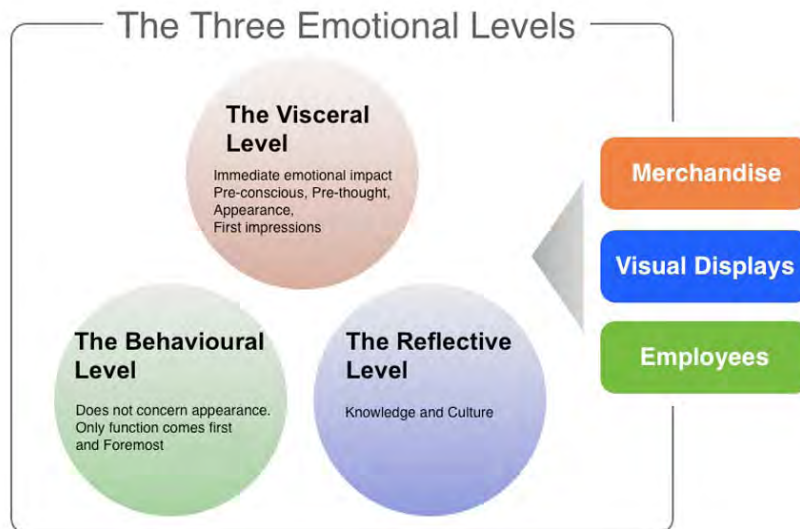 The Three Emotional Levels
The Visceral
Level
Immediate emotional impact
Pre-conscious, Pre-thought,
Appearance,
First impressions
The Behavioural
Level
Does not concern appearance.
Only function comes first
and Foremost
The Reflective
Level
Knowledge and Culture
Merchandise
Visual Displays
Employees